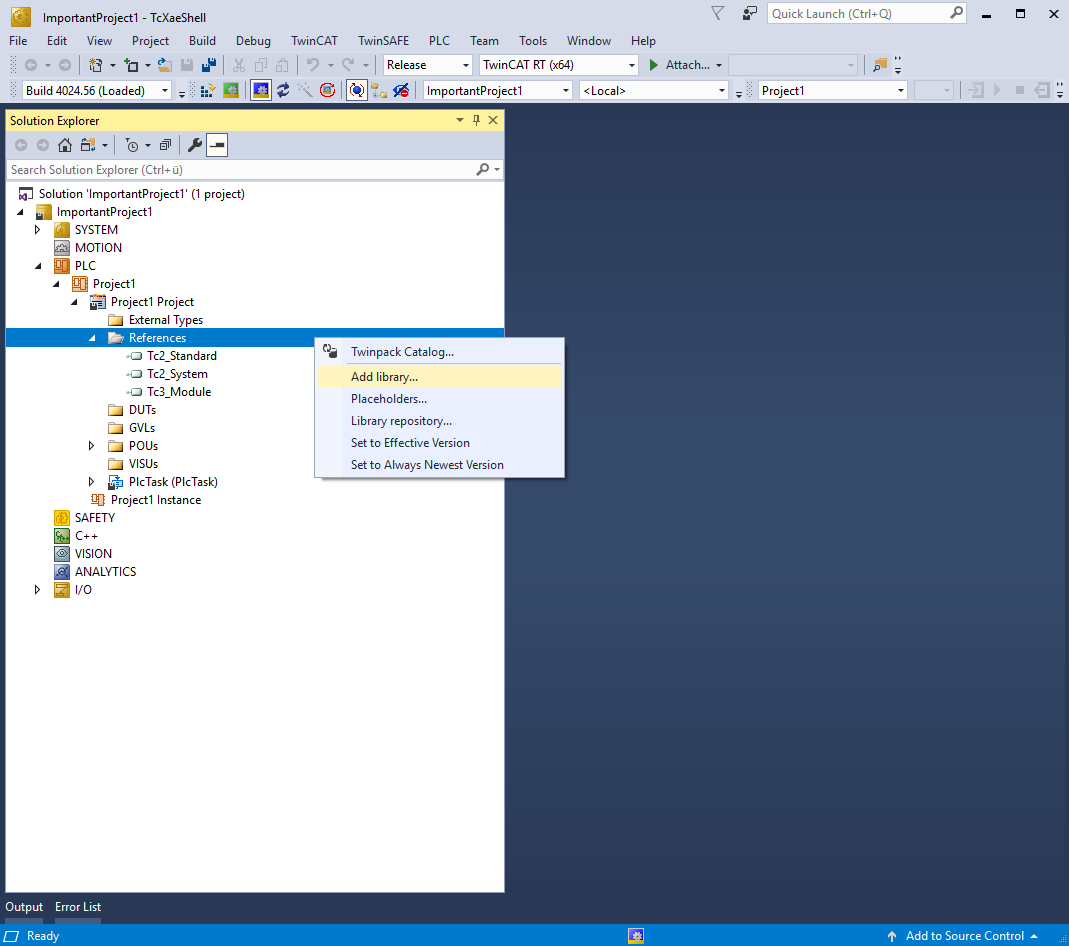 ImportantProject1 - TcXaeShell
Quick Launch (Ctrl+Q)
File Edit View Project Build Debug TwinCAT TwinSAFE PLC Team Tools Window Help
Release TwinCAT RT (x64) Attach...
Build 4024.56 (Loaded) ImportantProject1 <Local> Project1
Solution Explorer
Search Solution Explorer (Ctrl+ü)
Solution 'ImportantProject1' (1 project)
ImportantProject1
SYSTEM
MOTION
PLC
Project1
Project1 Project
External Types
References
Tc2_Standard
Tc2_System
Tc3_Module
DUTs
GVLs
POUs
VISUs
PlcTask (PlcTask)
Project1 Instance
SAFETY
C++
VISION
ANALYTICS
I/O
Twinpack Catalog...
Add library...
Placeholders...
Library repository...
Set to Effective Version
Set to Always Newest Version
Output Error List
Ready
Add to Source Control